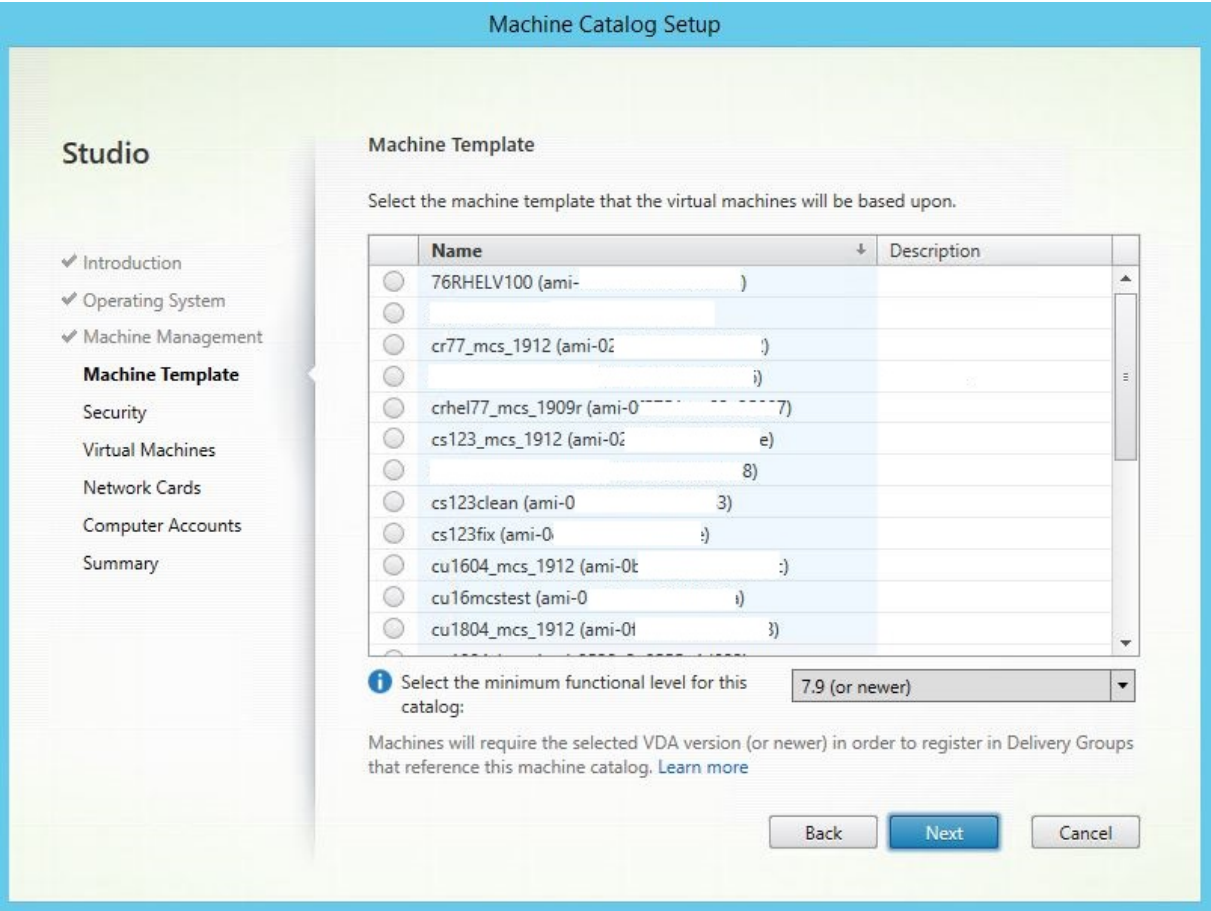 Machine Catalog Setup
Studio
Introduction
Operating System
Machine Management
Machine Template
Security
Virtual Machines
Network Cards
Computer Accounts
Summary
Machine Template
Select the machine template that the virtual machines will be based upon.
Name Description
76RHELV100 (ami- )
cr77_mcs_1912 (ami-02 )
)
crhel77_mcs_1909r (ami-0 7)
cs123_mcs_1912 (ami-02 e)
8)
cs123clean (ami-0 3)
cs123fix (ami-0 )
cu1604_mcs_1912 (ami-0b )
cu16mcstest (ami-0 )
cu1804_mcs_1912 (ami-0f )
Select the minimum functional level for this
catalog:
7.9 (or newer)
Machines will require the selected VDA version (or newer) in order to register in Delivery Groups
that reference this machine catalog. Learn more
Back Next Cancel